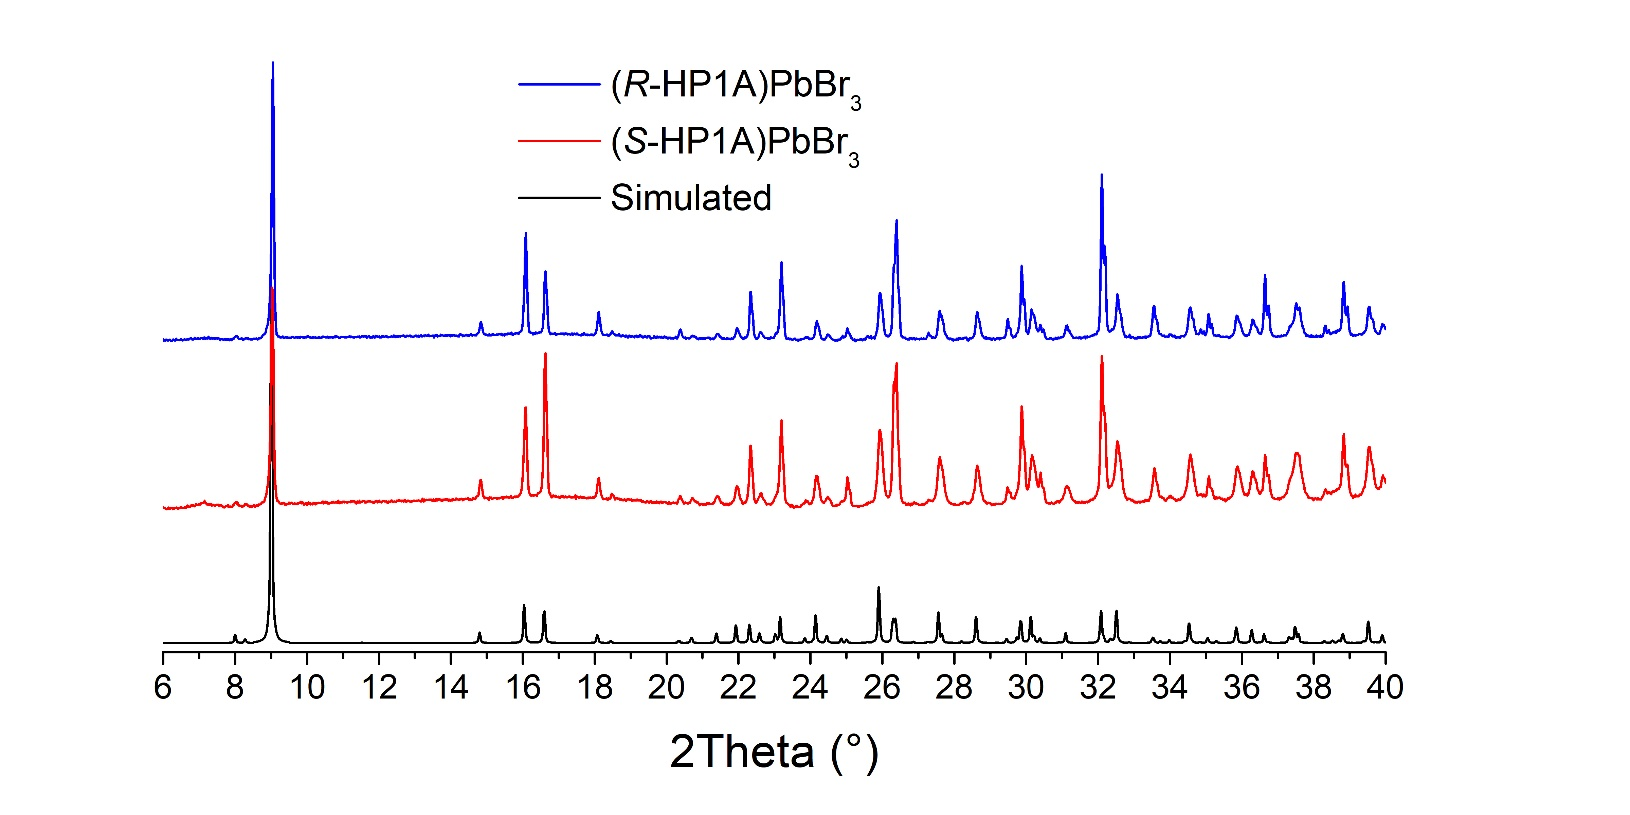 (R-HP1A)PbBr3
(S-HP1A)PbBr3
Simulated
6 8 10 12 14 16 18 20 22 24 26 28 30 32 34 36 38 40
2Theta (°)